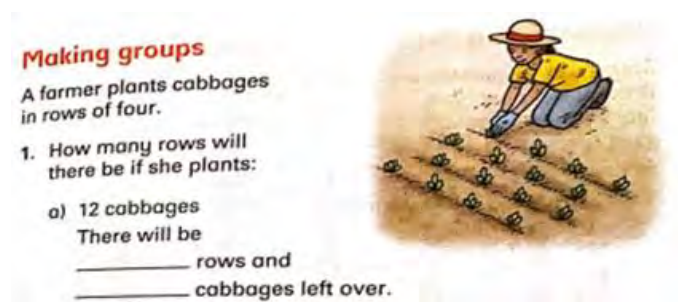 Making groups
A farmer plants cabbages
in rows of four.
1. How many rows will
there be if she plants:
a) 12 cabbages
There will be
__________ rows and
__________ cabbages left over.